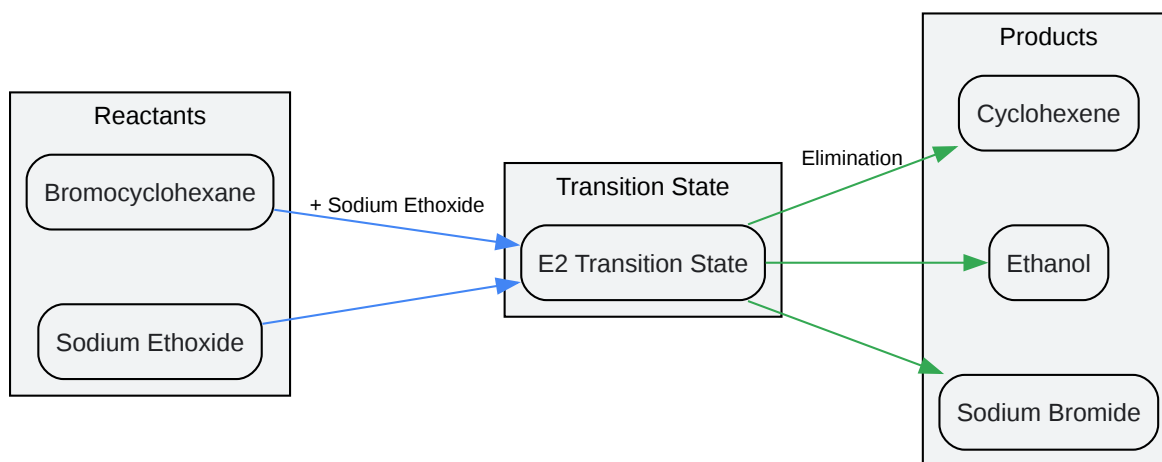 Reactants
Bromocyclohexane
Sodium Ethoxide
+ Sodium Ethoxide
Transition State
E2 Transition State
Elimination
Products
Cyclohexene
Ethanol
Sodium Bromide